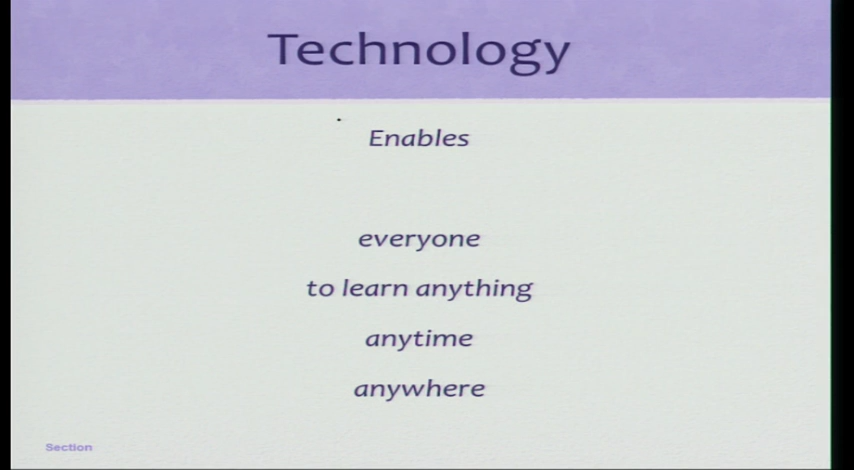 Technology
Enables
everyone
to learn anything
anytime
anywhere
Section